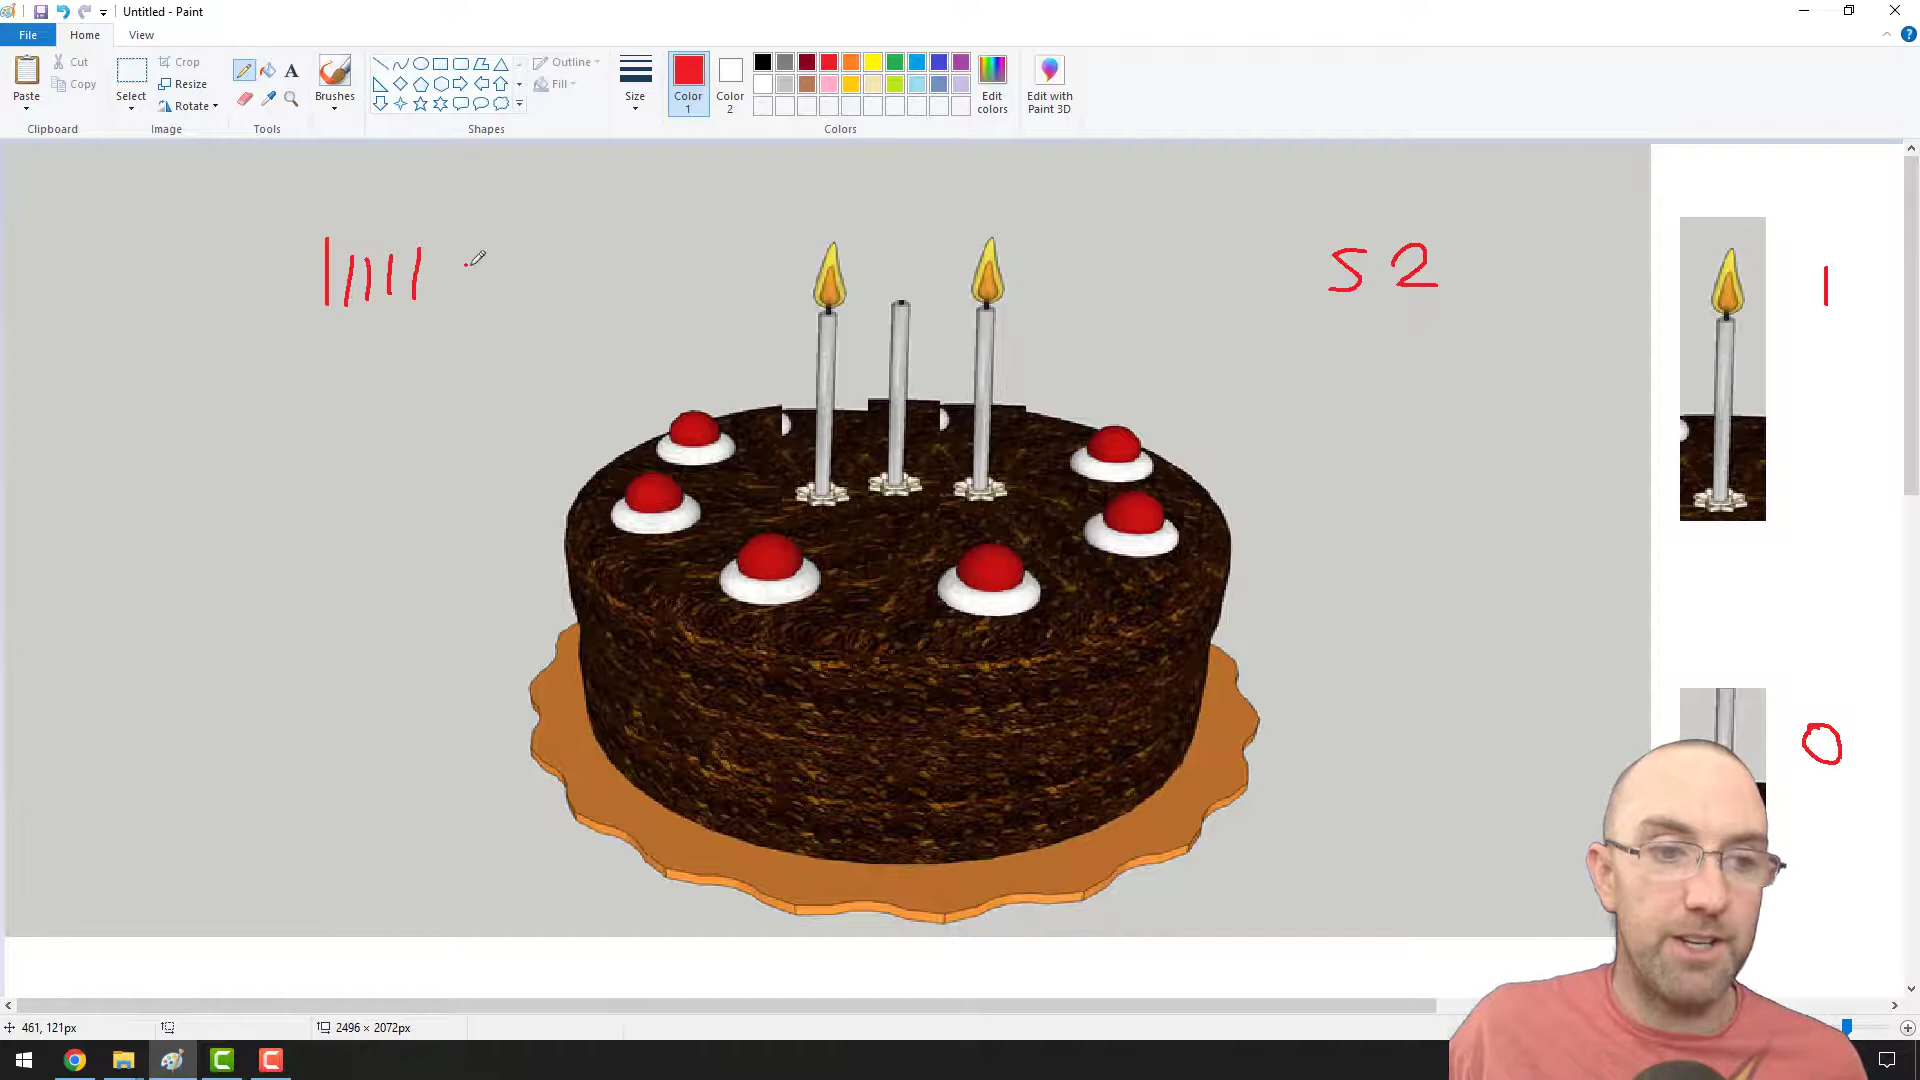 Untitled - Paint
File Home View
Paste Cut Copy
Select Crop Resize Rotate
A
Brushes
Outline Fill
Size
Color 1
Color 2
Edit colors
Edit with Paint 3D
Clipboard Image Tools Shapes Colors
52
1
0
461, 121px
2496 × 2072px